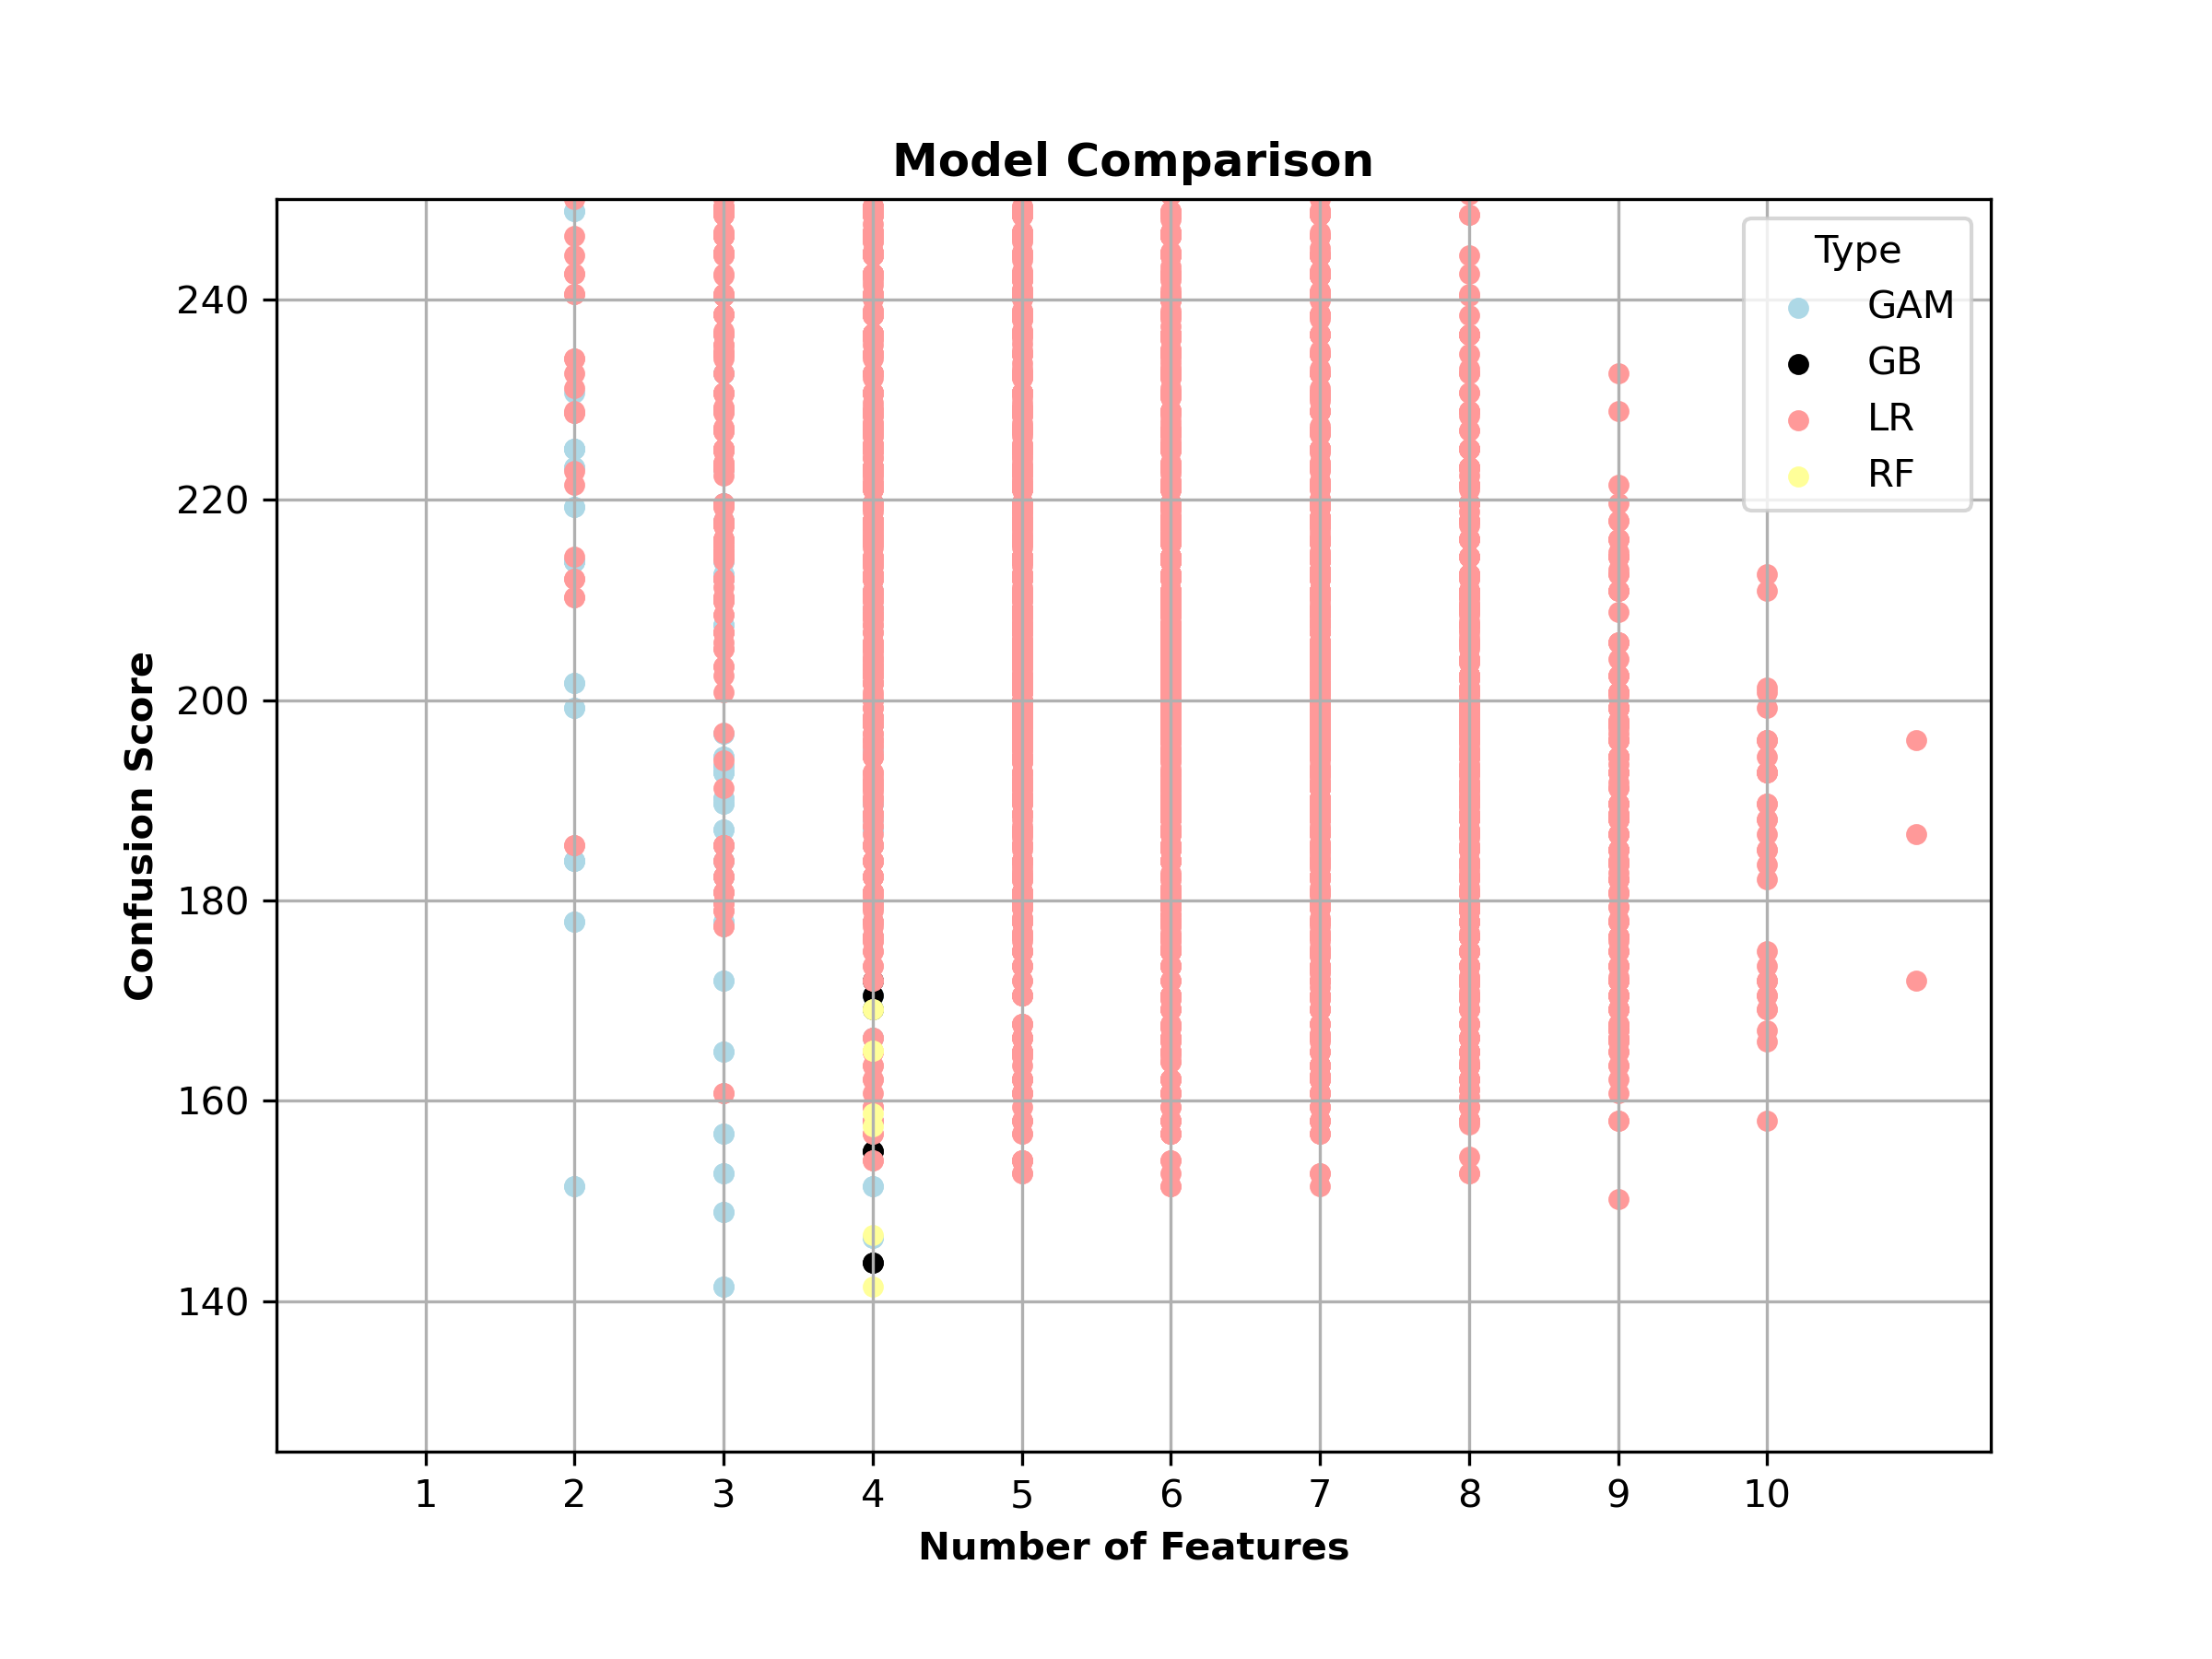 Model Comparison
Type
GAM
GB
LR
RF
240
220
200
180
160
140
Confusion Score
1 2 3 4 5 6 7 8 9 10
Number of Features